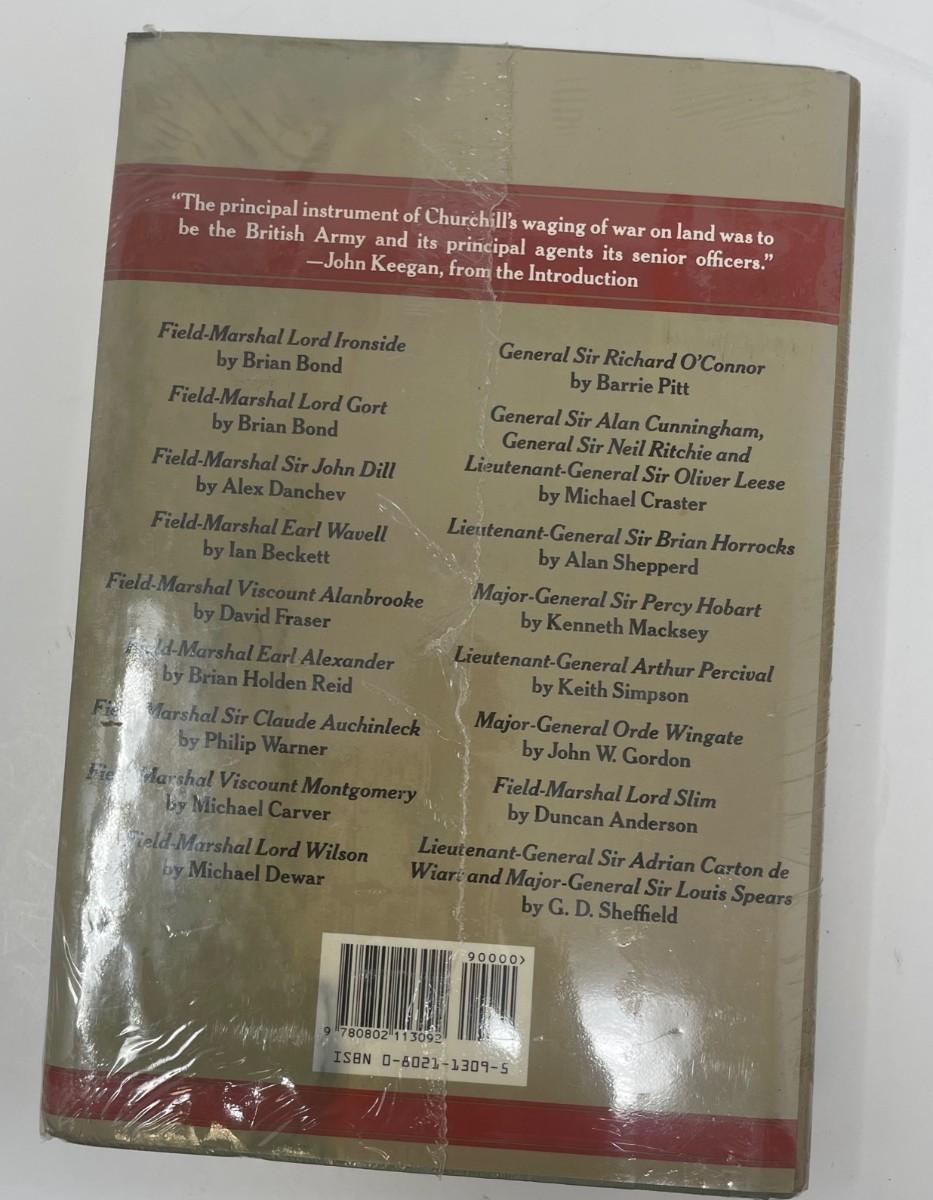 “The principal instrument of Churchill’s waging of war on land was to
be the British Army and its principal agents its senior officers.”
—John Keegan, from the Introduction
Field-Marshal Lord Ironside
by Brian Bond
Field-Marshal Lord Gort
by Brian Bond
Field-Marshal Sir John Dill
by Alex Danchev
Field-Marshal Earl Wavell
by Ian Beckett
Field-Marshal Viscount Alanbrooke
by David Fraser
Field-Marshal Earl Alexander
by Brian Holden Reid
Field-Marshal Sir Claude Auchinleck
by Philip Warner
Field-Marshal Viscount Montgomery
by Michael Carver
Field-Marshal Lord Wilson
by Michael Dewar
General Sir Richard O’Connor
by Barrie Pitt
General Sir Alan Cunningham,
General Sir Neil Ritchie and
Lieutenant-General Sir Oliver Leese
by Michael Craster
Lieutenant-General Sir Brian Horrocks
by Alan Shepperd
Major-General Sir Percy Hobart
by Kenneth Macksey
Lieutenant-General Arthur Percival
by Keith Simpson
Major-General Orde Wingate
by John W. Gordon
Field-Marshal Lord Slim
by Duncan Anderson
Lieutenant-General Sir Adrian Carton de
Wiart and Major-General Sir Louis Spears
by G. D. Sheffield
90000>
9 780802 113092
ISBN 0-8021-1309-5